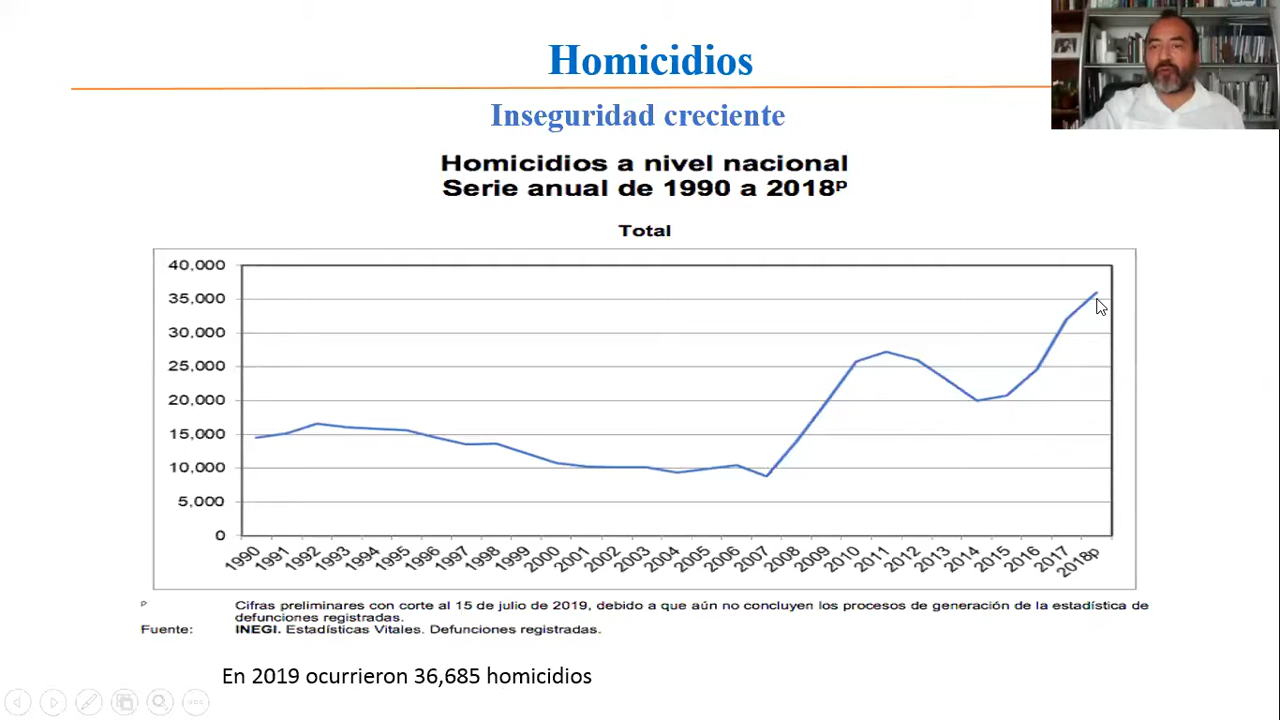 Homicidios
Inseguridad creciente
Homicidios a nivel nacional
Serie anual de 1990 a 2018ᵖ
Total
40,000
35,000
30,000
25,000
20,000
15,000
10,000
5,000
0
1990 1991 1992 1993 1994 1995 1996 1997 1998 1999 2000 2001 2002 2003 2004 2005 2006 2007 2008 2009 2010 2011 2012 2013 2014 2015 2016 2017 2018p
ᵖ Cifras preliminares con corte al 15 de julio de 2019, debido a que aún no concluyen los procesos de generación de la estadística de
defunciones registradas.
Fuente: INEGI. Estadísticas Vitales. Defunciones registradas.
En 2019 ocurrieron 36,685 homicidios